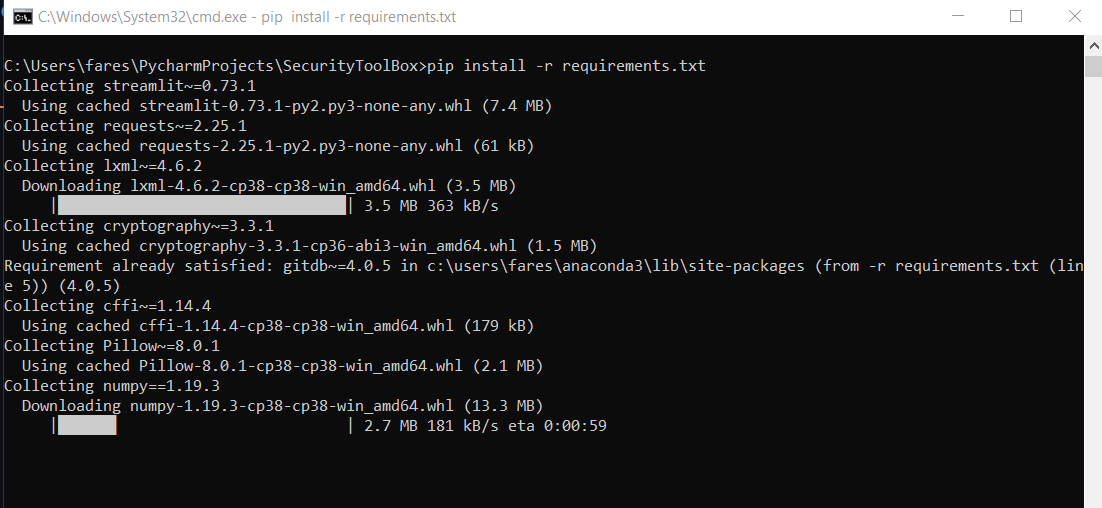 C:\Windows\System32\cmd.exe - pip  install -r requirements.txt
C:\Users\fares\PycharmProjects\SecurityToolBox>pip install -r requirements.txt
Collecting streamlit~=0.73.1
  Using cached streamlit-0.73.1-py2.py3-none-any.whl (7.4 MB)
Collecting requests~=2.25.1
  Using cached requests-2.25.1-py2.py3-none-any.whl (61 kB)
Collecting lxml~=4.6.2
  Downloading lxml-4.6.2-cp38-cp38-win_amd64.whl (3.5 MB)
     |████████████████████████████████| 3.5 MB 363 kB/s
Collecting cryptography~=3.3.1
  Using cached cryptography-3.3.1-cp36-abi3-win_amd64.whl (1.5 MB)
Requirement already satisfied: gitdb~=4.0.5 in c:\users\fares\anaconda3\lib\site-packages (from -r requirements.txt (lin
e 5)) (4.0.5)
Collecting cffi~=1.14.4
  Using cached cffi-1.14.4-cp38-cp38-win_amd64.whl (179 kB)
Collecting Pillow~=8.0.1
  Using cached Pillow-8.0.1-cp38-cp38-win_amd64.whl (2.1 MB)
Collecting numpy==1.19.3
  Downloading numpy-1.19.3-cp38-cp38-win_amd64.whl (13.3 MB)
     |██████▌                         | 2.7 MB 181 kB/s eta 0:00:59